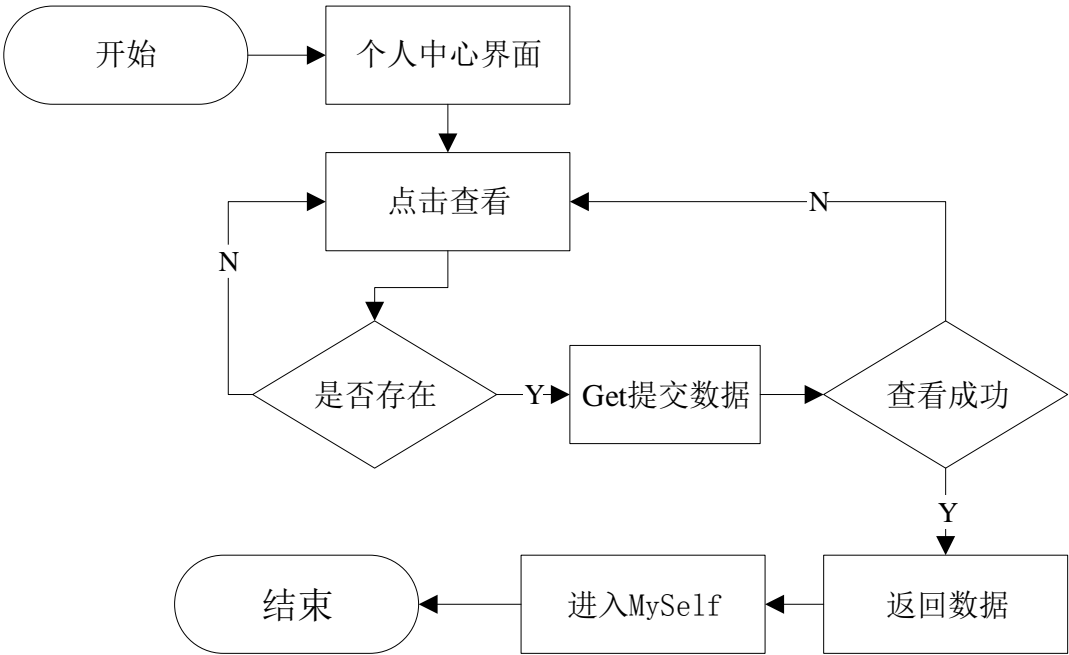 开始
个人中心界面
点击查看
N
N
是否存在
Y
Get提交数据
查看成功
Y
结束
进入MySelf
返回数据